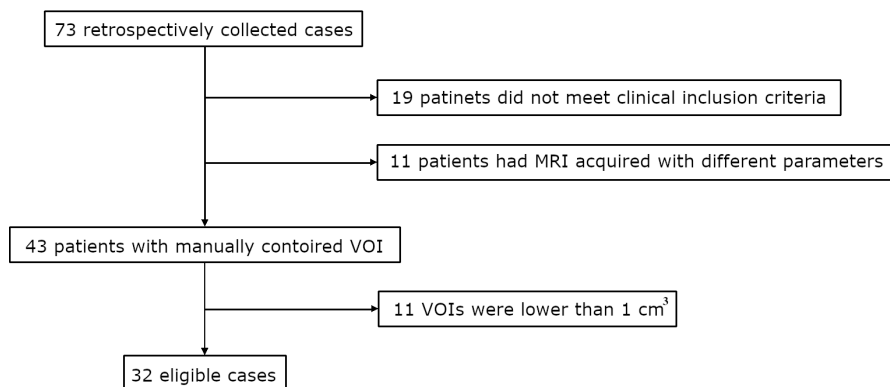 73 retrospectively collected cases
19 patinets did not meet clinical inclusion criteria
11 patients had MRI acquired with different parameters
43 patients with manually contoired VOI
11 VOIs were lower than 1 cm³
32 eligible cases